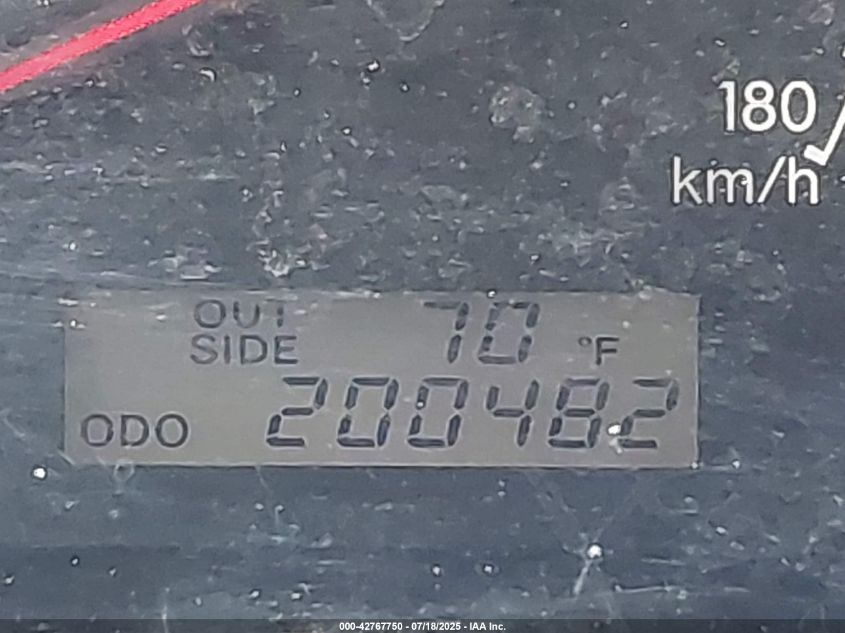 180
km/h
OUT 70
SIDE °F
ODO 200482
000-42767750 - 07/18/2025 - IAA Inc.